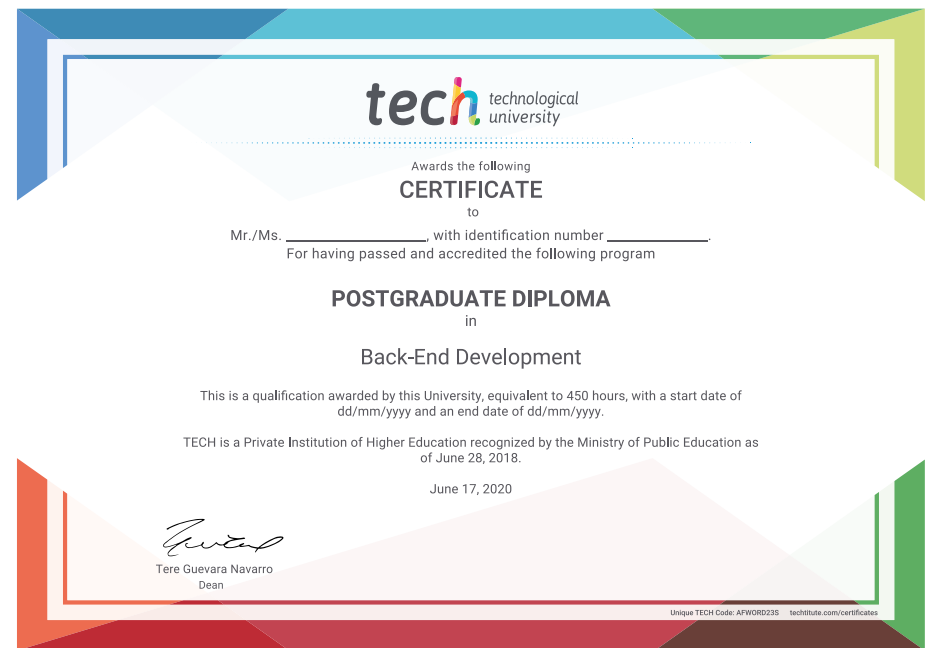 tech technological
university
Awards the following
CERTIFICATE
to
Mr./Ms. ____________________, with identification number ______________.
For having passed and accredited the following program
POSTGRADUATE DIPLOMA
in
Back-End Development
This is a qualification awarded by this University, equivalent to 450 hours, with a start date of
dd/mm/yyyy and an end date of dd/mm/yyyy.
TECH is a Private Institution of Higher Education recognized by the Ministry of Public Education as
of June 28, 2018.
June 17, 2020
Tere Guevara Navarro
Dean
Unique TECH Code: AFWORD23S techtitute.com/certificates